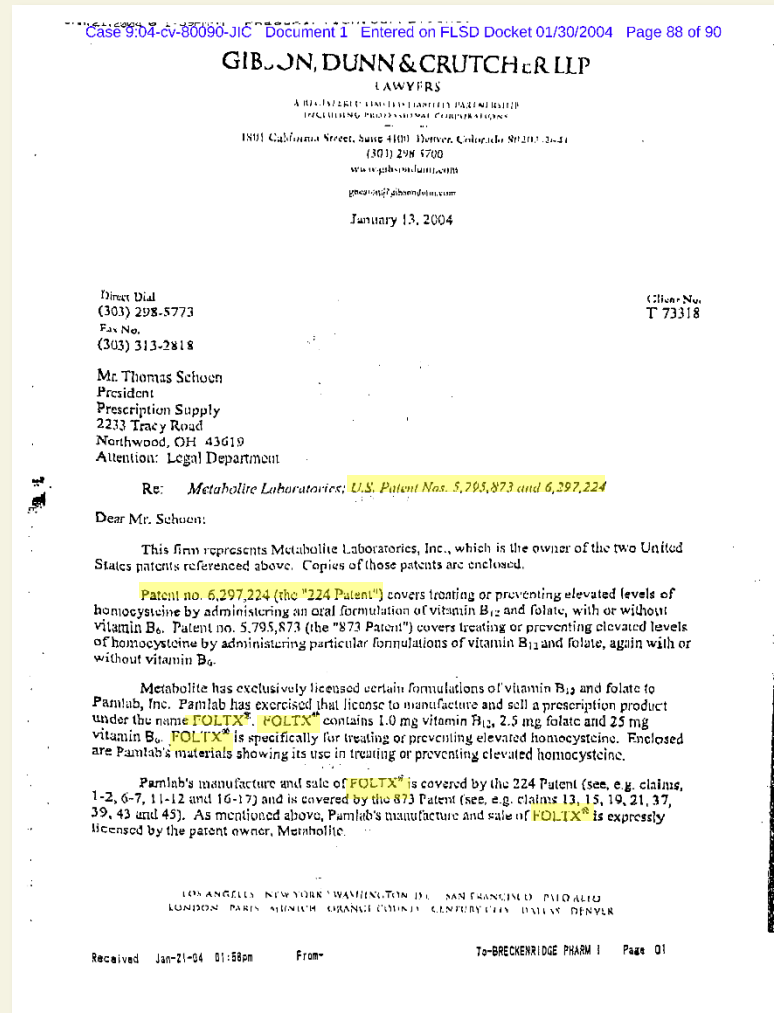 Case 9:04-cv-80090-JIC Document 1 Entered on FLSD Docket 01/30/2004 Page 88 of 90
GIBSON, DUNN & CRUTCHER LLP
LAWYERS
A REGISTERED LIMITED LIABILITY PARTNERSHIP
INCLUDING PROFESSIONAL CORPORATIONS
1801 California Street, Suite 4100 Denver, Colorado 80202-2641
(303) 298-5700
www.gibsondunn.com
January 13, 2004
Direct Dial
(303) 298-5773
Fax No.
(303) 313-2818
Client No.
T 73318
Mr. Thomas Schoen
President
Prescription Supply
2233 Tracy Road
Northwood, OH 43619
Attention: Legal Department
Re: Metabolite Laboratories; U.S. Patent Nos. 5,795,873 and 6,297,224
Dear Mr. Schoen:
This firm represents Metabolite Laboratories, Inc., which is the owner of the two United
States patents referenced above. Copies of those patents are enclosed.
Patent no. 6,297,224 (the "224 Patent") covers treating or preventing elevated levels of
homocysteine by administering an oral formulation of vitamin B12 and folate, with or without
vitamin B6. Patent no. 5,795,873 (the "873 Patent") covers treating or preventing elevated levels
of homocysteine by administering particular formulations of vitamin B12 and folate, again with or
without vitamin B6.
Metabolite has exclusively licensed certain formulations of vitamin B12 and folate to
Pamlab, Inc. Pamlab has exercised that license to manufacture and sell a prescription product
under the name FOLTX®. FOLTX® contains 1.0 mg vitamin B12, 2.5 mg folate and 25 mg
vitamin B6. FOLTX® is specifically for treating or preventing elevated homocysteine. Enclosed
are Pamlab's materials showing its use in treating or preventing elevated homocysteine.
Pamlab's manufacture and sale of FOLTX® is covered by the 224 Patent (see, e.g. claims,
1-2, 6-7, 11-12 and 16-17) and is covered by the 873 Patent (see, e.g. claims 13, 15, 19, 21, 37,
39, 43 and 45). As mentioned above, Pamlab's manufacture and sale of FOLTX® is expressly
licensed by the patent owner, Metabolite.
LOS ANGELES NEW YORK WASHINGTON, D.C. SAN FRANCISCO PALO ALTO
LONDON PARIS MUNICH ORANGE COUNTY CENTURY CITY DALLAS DENVER
Received Jan-21-04 01:58pm From- To-BRECKENRIDGE PHARM I Page 01